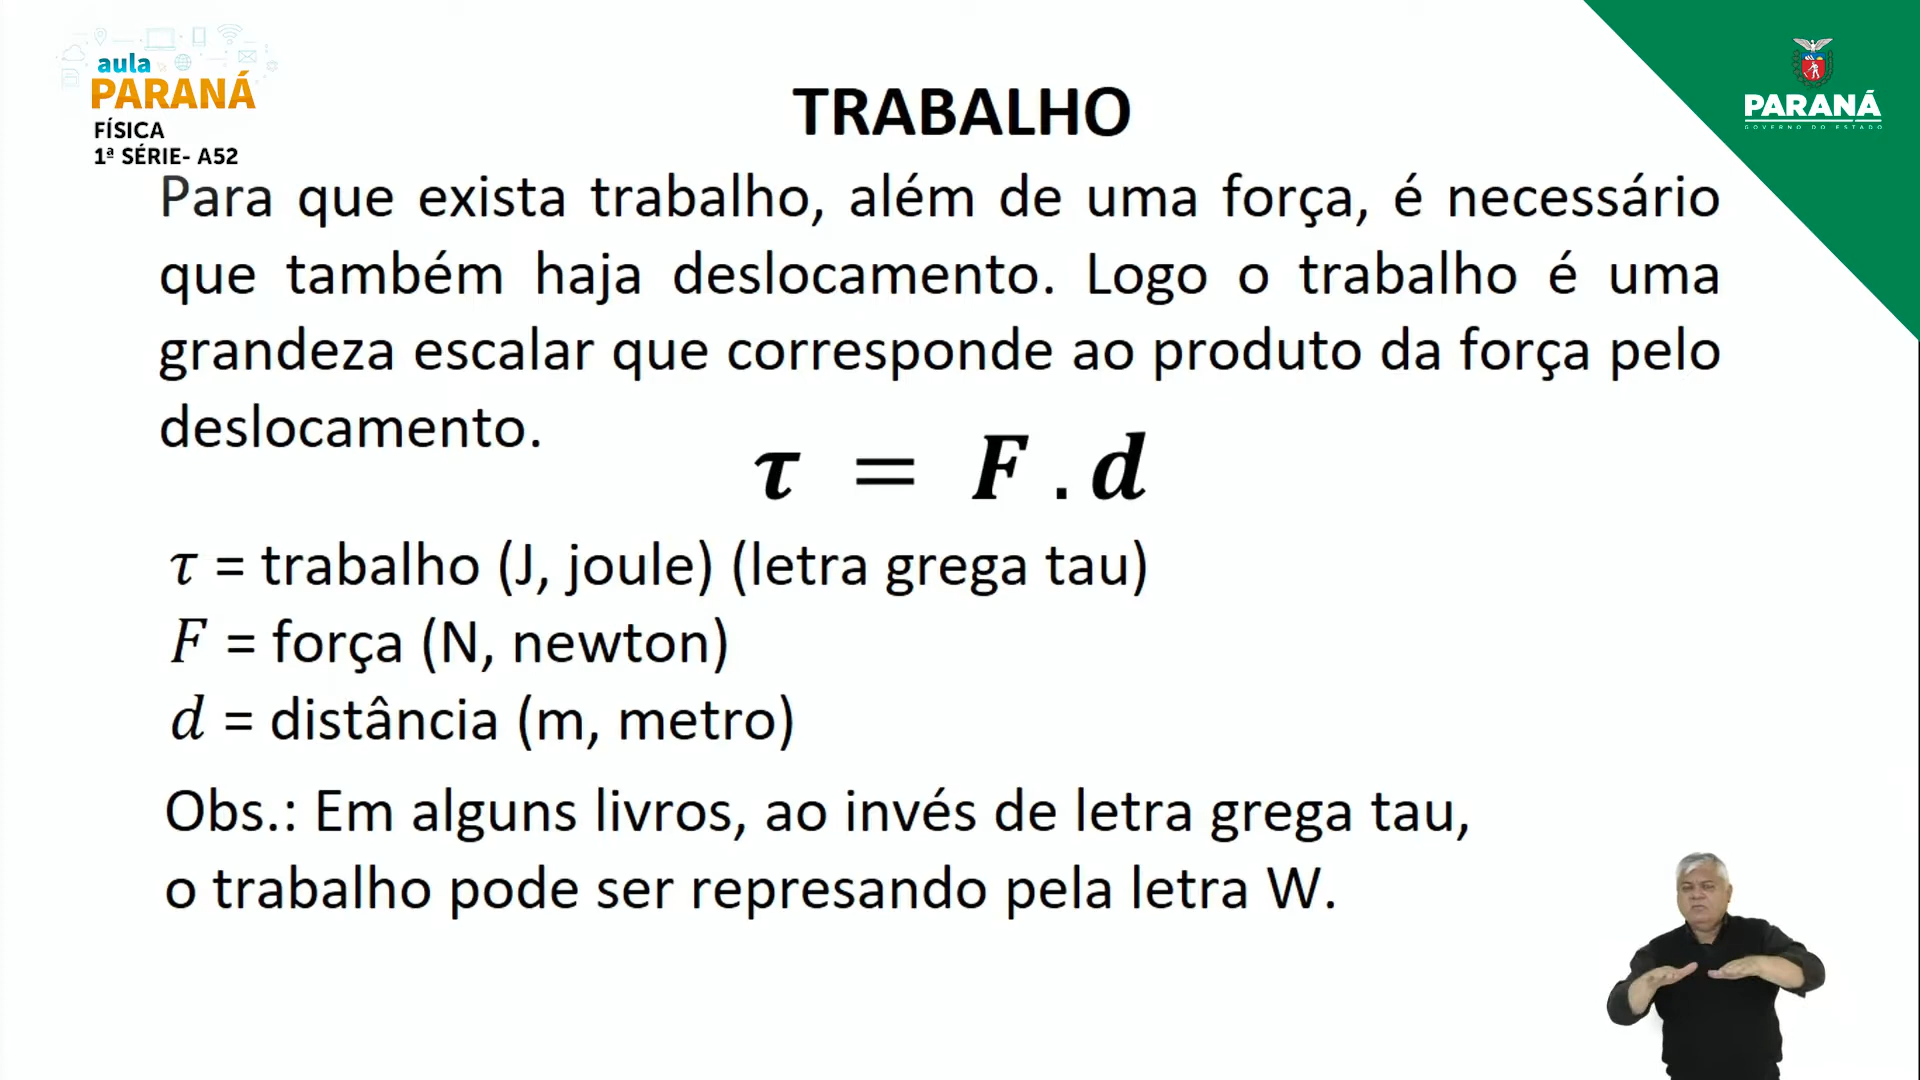 aula
PARANÁ
FÍSICA
1ª SÉRIE- A52
PARANÁ
GOVERNO DO ESTADO
TRABALHO
Para que exista trabalho, além de uma força, é necessário
que também haja deslocamento. Logo o trabalho é uma
grandeza escalar que corresponde ao produto da força pelo
deslocamento.
τ = F . d
τ = trabalho (J, joule) (letra grega tau)
F = força (N, newton)
d = distância (m, metro)
Obs.: Em alguns livros, ao invés de letra grega tau,
o trabalho pode ser represando pela letra W.